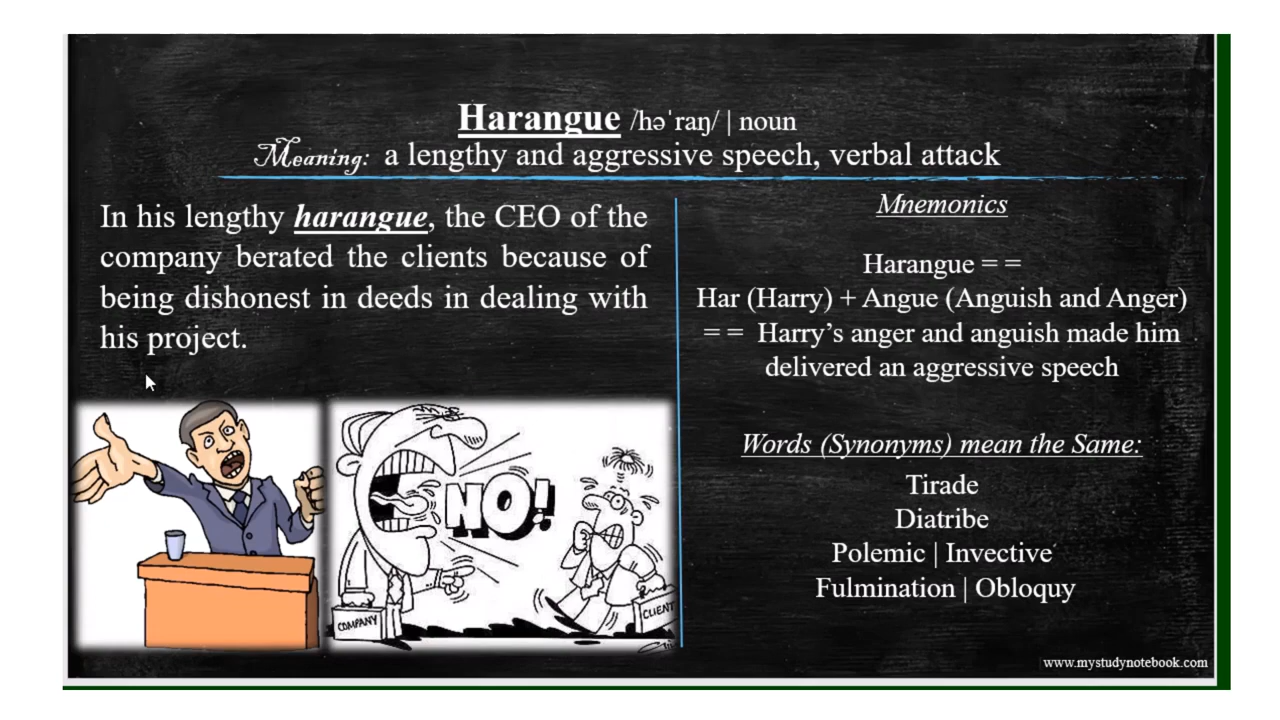 Harangue /həˈraŋ/ | noun
Meaning: a lengthy and aggressive speech, verbal attack
In his lengthy harangue, the CEO of the
company berated the clients because of
being dishonest in deeds in dealing with
his project.
NO!
COMPANY
CLIENT
Mnemonics
Harangue = =
Har (Harry) + Angue (Anguish and Anger)
= = Harry’s anger and anguish made him
delivered an aggressive speech
Words (Synonyms) mean the Same:
Tirade
Diatribe
Polemic | Invective
Fulmination | Obloquy
www.mystudynotebook.com